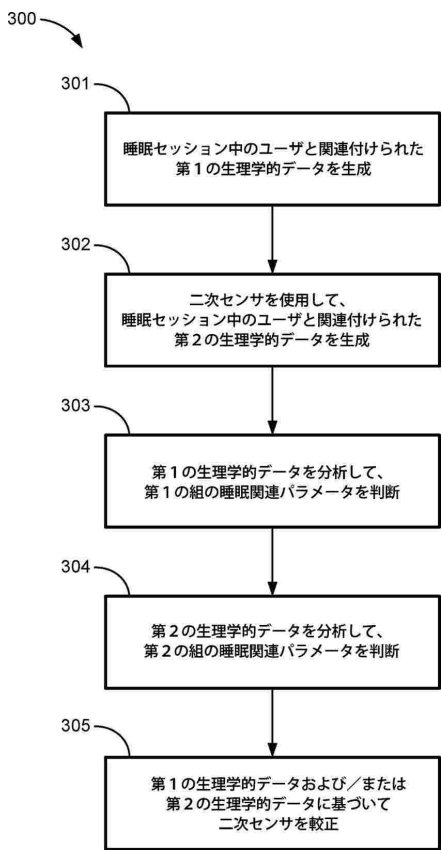 300
301
睡眠セッション中のユーザと関連付けられた
第1の生理学的データを生成
302
二次センサを使用して、
睡眠セッション中のユーザと関連付けられた
第2の生理学的データを生成
303
第1の生理学的データを分析して、
第1の組の睡眠関連パラメータを判断
304
第2の生理学的データを分析して、
第2の組の睡眠関連パラメータを判断
305
第1の生理学的データおよび／または
第2の生理学的データに基づいて
二次センサを較正